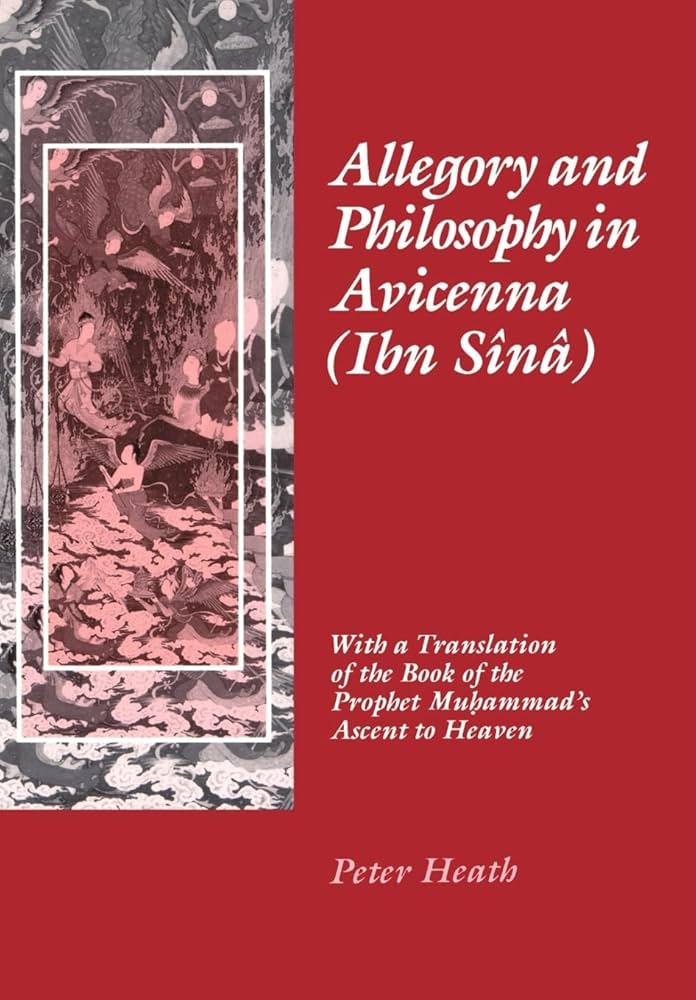 Allegory and
Philosophy in
Avicenna
(Ibn Sînâ)
With a Translation
of the Book of the
Prophet Muḥammad's
Ascent to Heaven
Peter Heath